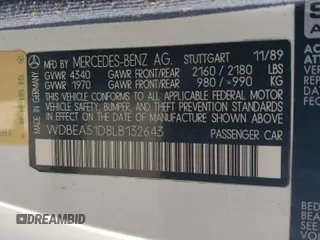 MFD. BY MERCEDES-BENZ AG. STUTTGART 11/89
GVWR 4340 GAWR FRONT/REAR 2160 / 2180 LBS
GVWR 1970 GAWR FRONT/REAR 980 / 990 KG
THIS VEHICLE CONFORMS TO ALL APPLICABLE FEDERAL
MOTOR VEHICLE SAFETY, BUMPER, AND THEFT PREVENTION
STANDARDS IN EFFECT ON THE DATE OF MANUFACTURE
SHOWN ABOVE.
WDBEA51D8LB132643
PASSENGER CAR
DREAMBID